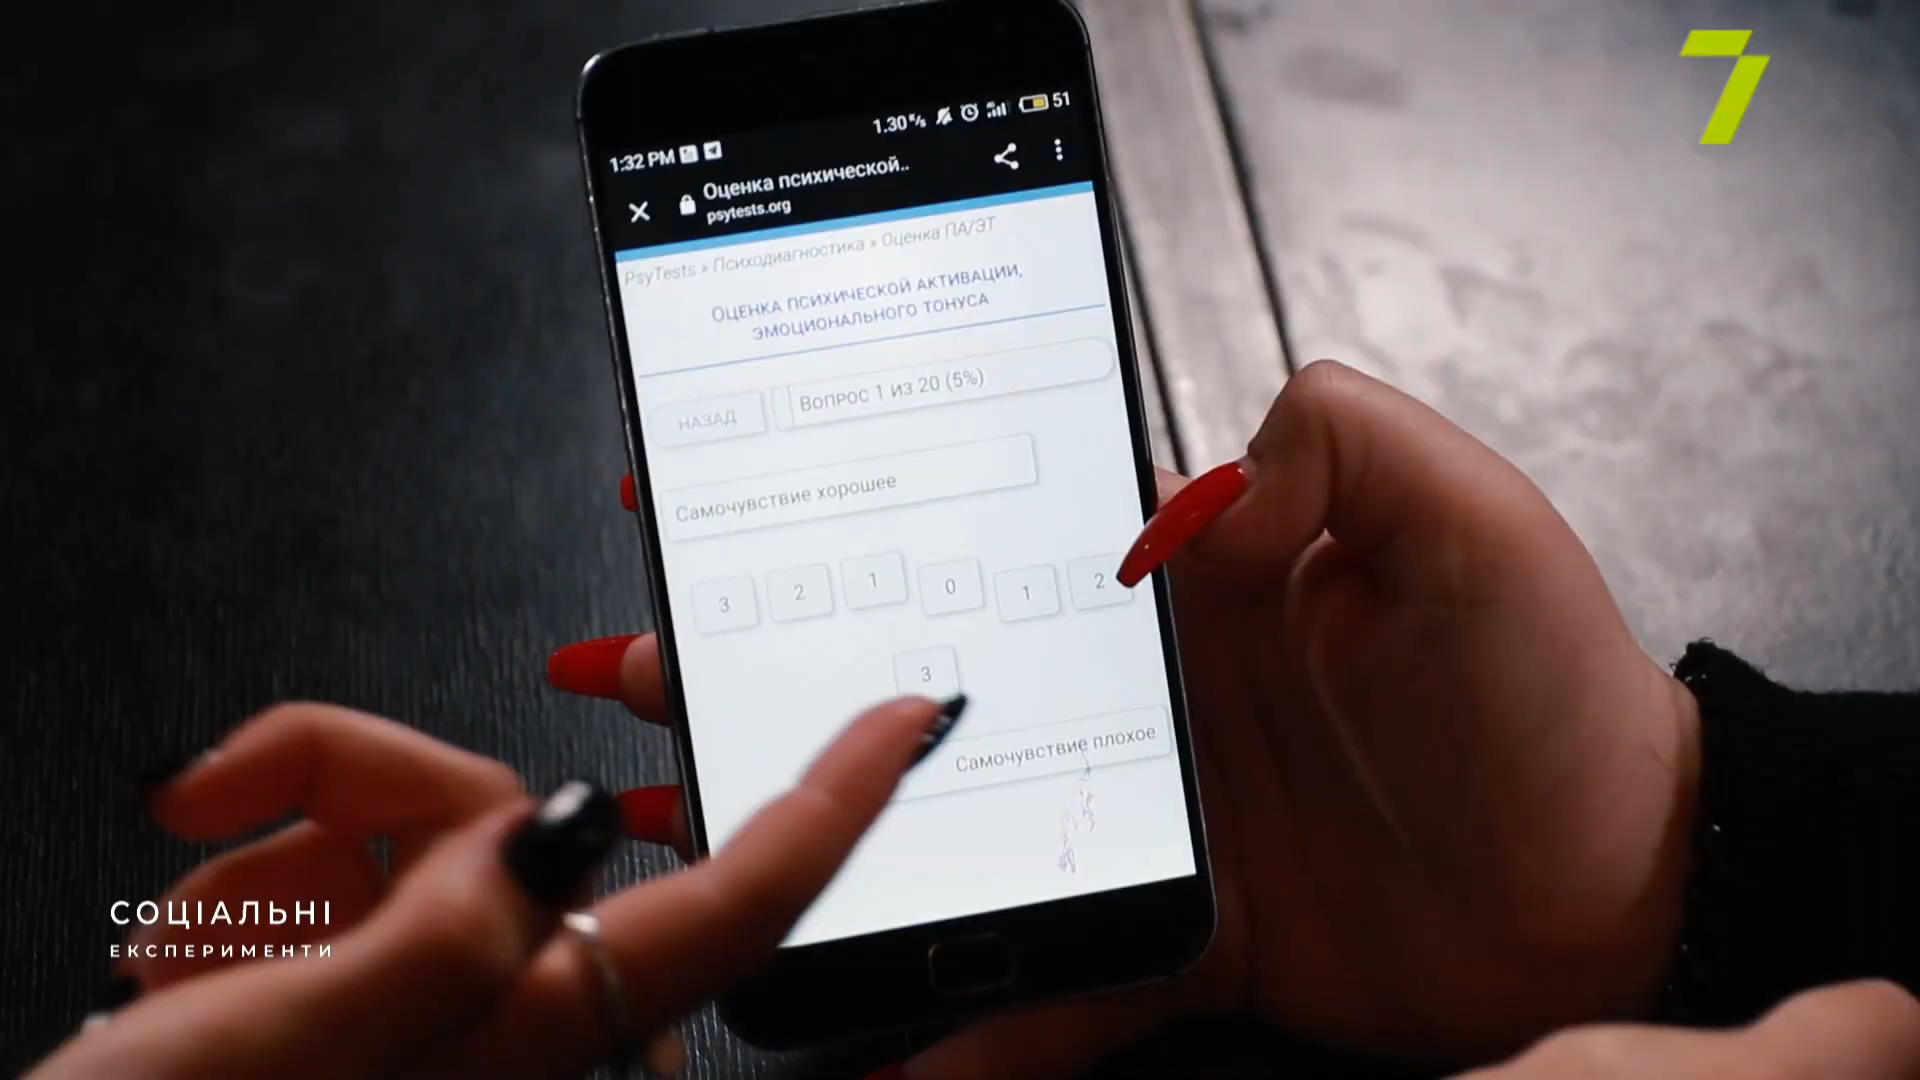 7
1:32 PM
1.30 K/s
51
Оценка психической..
psytests.org
PsyTests » Психодиагностика » Оценка ПА/ЭТ
ОЦЕНКА ПСИХИЧЕСКОЙ АКТИВАЦИИ,
ЭМОЦИОНАЛЬНОГО ТОНУСА
НАЗАД
Вопрос 1 из 20 (5%)
Самочувствие хорошее
3 2 1 0 1 2
3
Самочувствие плохое
СОЦІАЛЬНІ
ЕКСПЕРИМЕНТИ